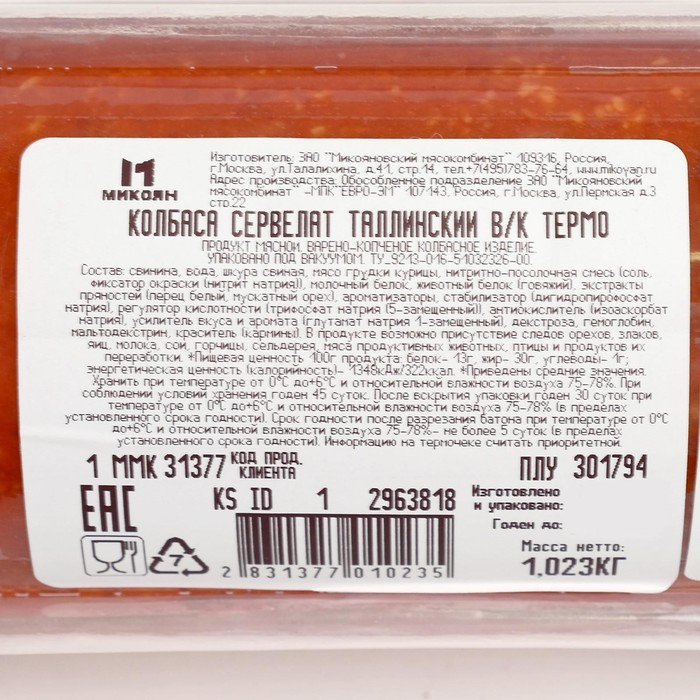 МИКОЯН
Изготовитель: ЗАО "Микояновский мясокомбинат" 109316, Россия,
г.Москва, ул.Талалихина, д.41, стр.14, тел.+7(495)783-76-64, www.mikoyan.ru
Адрес производства: Обособленное подразделение ЗАО "Микояновский
мясокомбинат" -МПК"ЕВРО-ЭМ" 107143, Россия, г.Москва, ул.Пермская д.3
стр.22
КОЛБАСА СЕРВЕЛАТ ТАЛЛИНСКИИ В/К ТЕРМО
ПРОДУКТ МЯСНОИ. ВАРЕНО-КОПЧЕНОЕ КОЛБАСНОЕ ИЗДЕЛИЕ.
УПАКОВАНО ПОД ВАКУУМОМ. ТУ_9213-016-51032326-00.
Состав: свинина, вода, шкура свиная, мясо грудки курицы, нитритно-посолочная смесь (соль,
фиксатор окраски (нитрит натрия)), молочный белок, животный белок (говяжий), экстракты
пряностей (перец белый, мускатный орех), ароматизаторы, стабилизатор (дигидропирофосфат
натрия), регулятор кислотности (трифосфат натрия (5-замещенный)), антиокислитель (изоаскорбат
натрия), усилитель вкуса и аромата (глутамат натрия 1-замещенный), декстроза, гемоглобин,
мальтодекстрин, краситель (кармины). В продукте возможно присутствие следов орехов, злаков,
яиц, молока, сои, горчицы, сельдерея, мяса продуктивных животных, птицы и продуктов их
переработки. *Пищевая ценность 100г продукта: белок- 13г, жир- 30г, углеводы- 1г;
энергетическая ценность (калорийность)- 1348кДж/322ккал. *Приведены средние значения.
Хранить при температуре от 0°С до+6°С и относительной влажности воздуха 75-78%. При
соблюдении условий хранения годен 45 суток. После вскрытия упаковки годен 30 суток при
температуре от 0°С до+6°С и относительной влажности воздуха 75-78% (в пределах
установленного срока годности). Срок годности после разрезания батона при температуре от 0°С
до+6°С и относительной влажности воздуха 75-78%- не более 5 суток (в пределах
установленного срока годности). Информацию на термочеке считать приоритетной.
1 ММК 31377 КОД ПРОД. КЛИЕНТА ПЛУ 301794
EAC
KS ID 1 2963818
Изготовлено
и упаковано:
Годен до:
7
2 831377 010235
Масса нетто:
1,023КГ